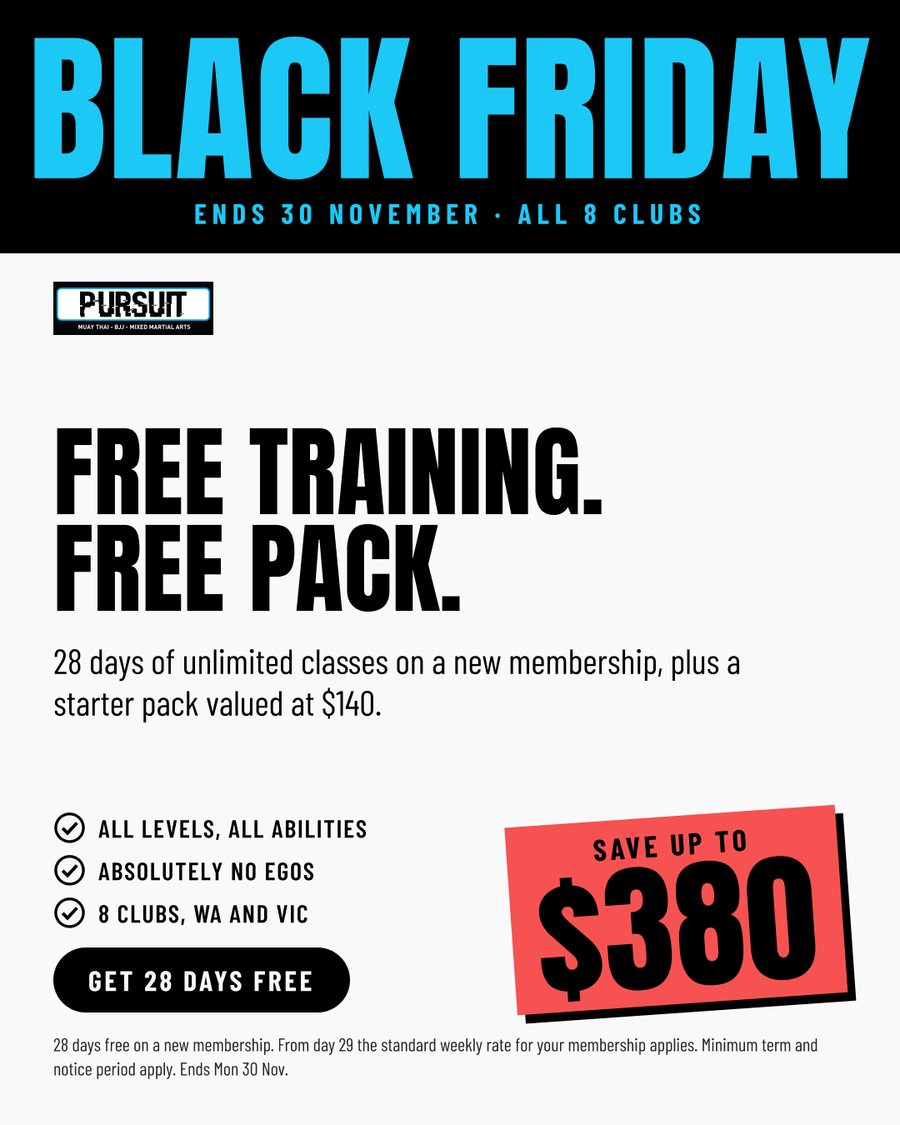 BLACK FRIDAY
ENDS 30 NOVEMBER · ALL 8 CLUBS
PURSUIT
MUAY THAI - BJJ - MIXED MARTIAL ARTS
FREE TRAINING.
FREE PACK.
28 days of unlimited classes on a new membership, plus a
starter pack valued at $140.
ALL LEVELS, ALL ABILITIES
ABSOLUTELY NO EGOS
8 CLUBS, WA AND VIC
GET 28 DAYS FREE
SAVE UP TO
$380
28 days free on a new membership. From day 29 the standard weekly rate for your membership applies. Minimum term and
notice period apply. Ends Mon 30 Nov.